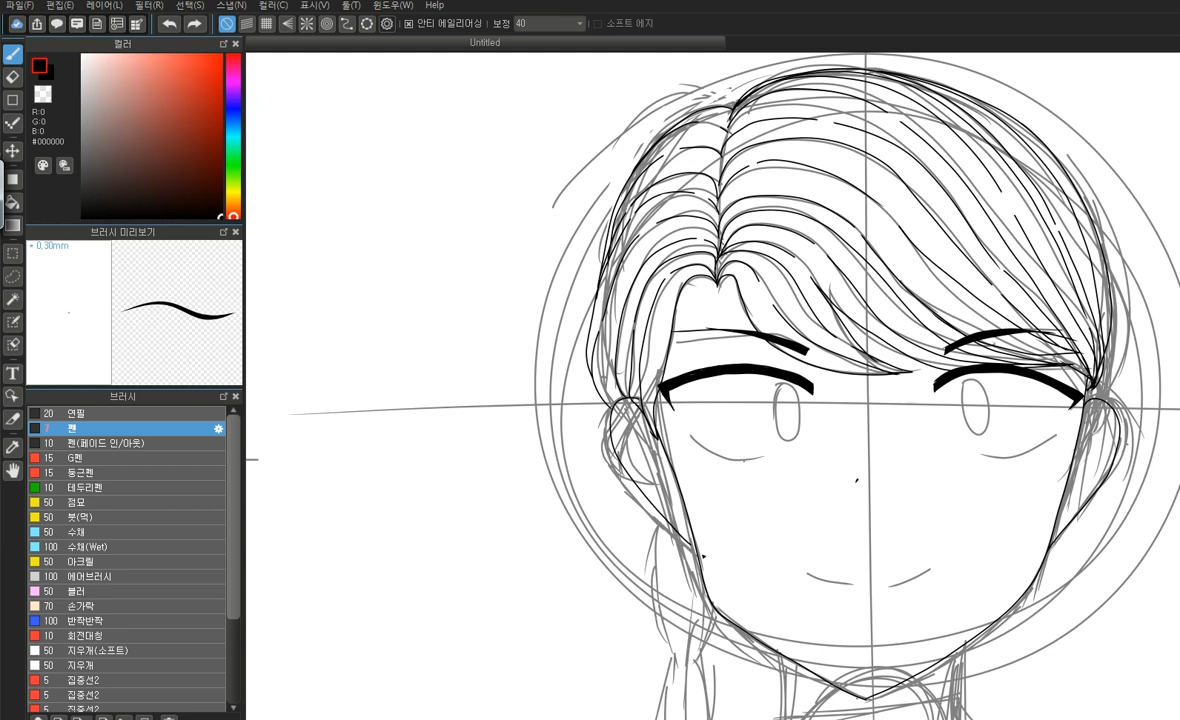 파일(F) 편집(E) 레이어(L) 필터(R) 선택(S) 스냅(N) 컬러(C) 표시(V) 툴(T) 윈도우(W) Help
안티 에일리어싱 보정 40 소프트 에지
컬러
Untitled
R:0
G:0
B:0
#000000
브러시 미리보기
* 0.30mm
브러시
20 연필
7 펜
10 펜(페이드 인/아웃)
15 G펜
15 둥근펜
10 테두리펜
50 점묘
50 붓(먹)
50 수채
100 수채(Wet)
50 아크릴
100 에어브러시
50 블러
70 손가락
100 반짝반짝
10 회전대칭
50 지우개(소프트)
50 지우개
5 집중선2
5 집중선2
5 집중선2